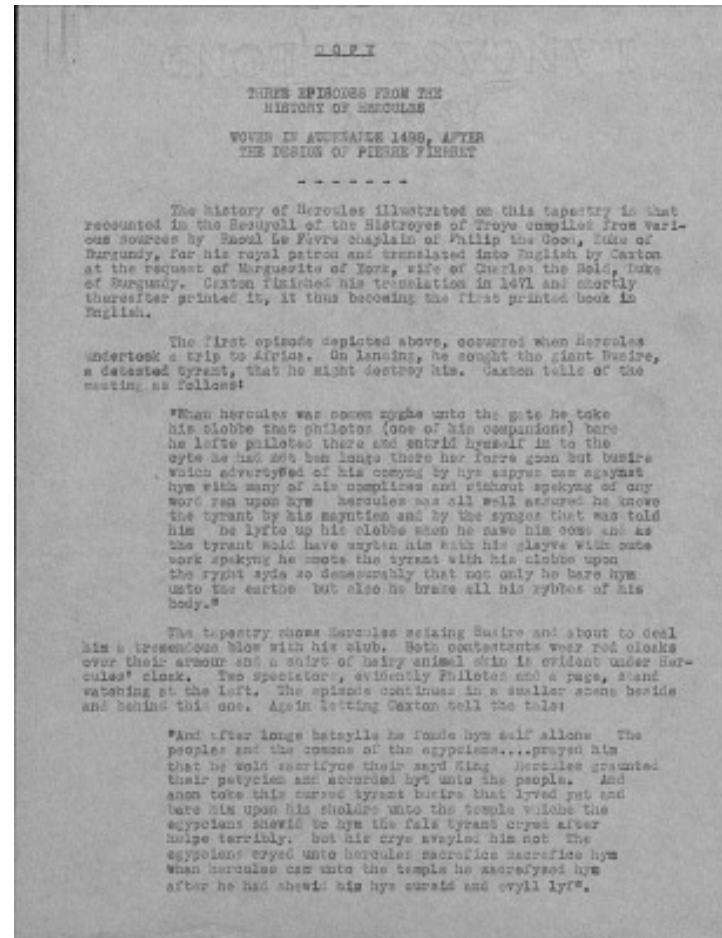 COPY
THREE EPISODES FROM THE
HISTORY OF HERCULES
WOVEN IN AUDENAARDE 1498, AFTER
THE DESIGN OF PIERRE FIERRET
- - - - - - -
The history of Hercules illustrated on this tapestry is that
recounted in the Recuyell of the Histroyes of Troye compiled from vari-
ous sources by Raoul Le Fèvre chaplain of Philip the Good, Duke of
Burgundy, for his royal patron and translated into English by Caxton
at the request of Marguerite of York, wife of Charles the Bold, Duke
of Burgundy. Caxton finished his translation in 1471 and shortly
thereafter printed it, it thus becoming the first printed book in
English.
The first episode depicted above, occurred when Hercules
undertook a trip to Africa. On landing, he sought the giant Busire,
a detested tyrant, that he might destroy him. Caxton tells of the
meeting as follows:
"Whan hercules was comen nyghe unto the gate he toke
his clobbe that philotes (one of his companions) bare
he lefte philotes there and entrid hymself in to the
cyte he had not ben longe there her farre goon but busire
which advertysed of his comyng by hys espyes cam agaynst
hym with many of his complices and without spekyng of ony
word ran upon hym hercules was all well assured he knewe
the tyrant by his mayntien and by the synges that was told
him he lyfte up his clobbe when he sawe him come and as
the tyrant wold have smyten him with his glayve with oute
work spekyng he smote the tyrant with his clobbe upon
the ryght syde so demesurably that not only he bare hym
unto the earthe but also he brake all his rybbes of his
body."
The tapestry shows Hercules seizing Busire and about to deal
him a tremendous blow with his club. Both contestants wear red cloaks
over their armour and a shirt of hairy animal skin is evident under Her-
cules' cloak. Two spectators, evidently Philotes and a page, stand
watching at the left. The episode continues in a smaller scene beside
and behind this one. Again letting Caxton tell the tale:
"And after longe bataylle he fonde hym self allone The
peoples and the comons of the egypciens....prayed him
that he wold sacrifyce their sayd King Hercules graunted
their petycion and accorded hyt unto the people. And
anon toke this cursed tyrant busire that lyved yet and
bare him upon his sholdre unto the temple whiche the
egypciens shewid to hym the fals tyrant cryed after
helpe terribly. but his crye avayled him not The
egypciens cryed unto hercules sacrefice sacrefice hym
Whan hercules cam unto the temple he sacrefysed hym
after he had shewid his hys cursid and evyll lyf".